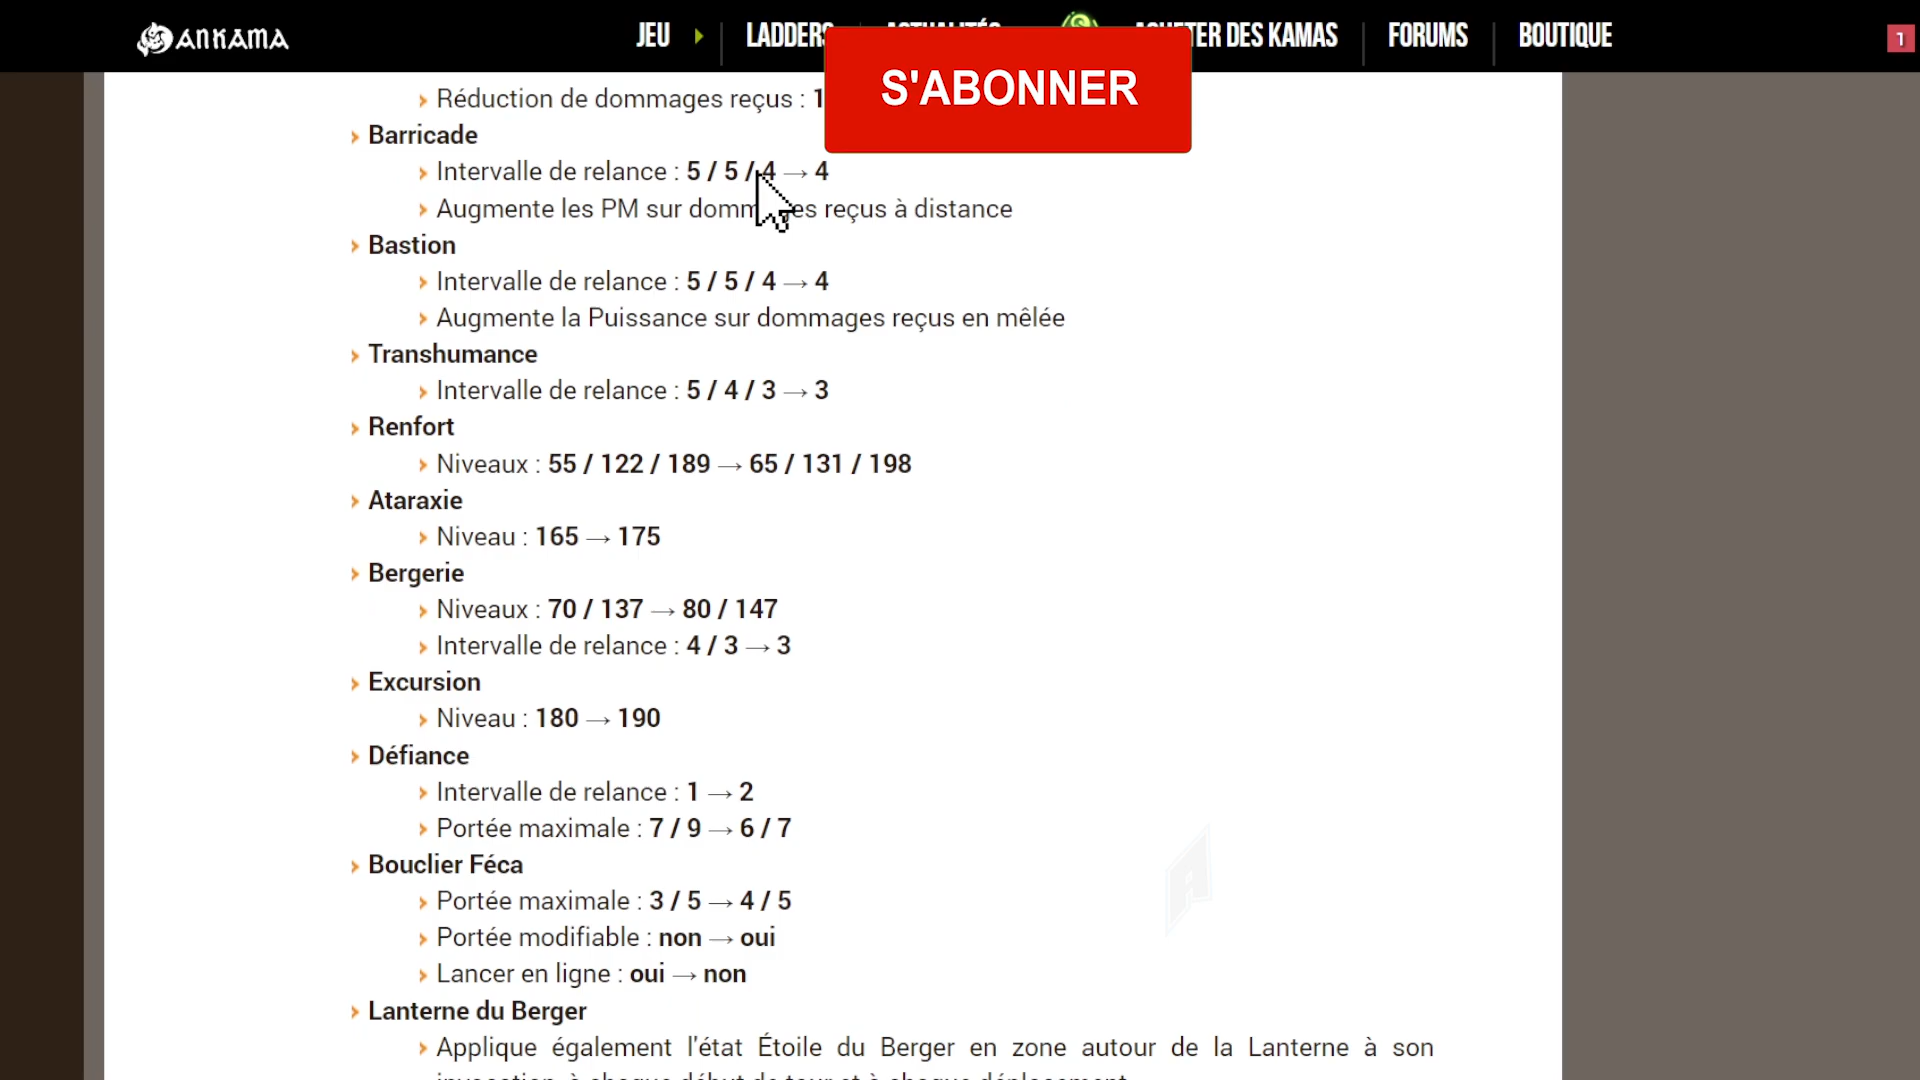 ANKAMA
JEU
LADDERS
KAMAS
FORUMS
BOUTIQUE
1
S'ABONNER
Réduction de dommages reçus : 1
Barricade
Intervalle de relance : 5 / 5 / 4 → 4
Augmente les PM sur dommages reçus à distance
Bastion
Intervalle de relance : 5 / 5 / 4 → 4
Augmente la Puissance sur dommages reçus en mêlée
Transhumance
Intervalle de relance : 5 / 4 / 3 → 3
Renfort
Niveaux : 55 / 122 / 189 → 65 / 131 / 198
Ataraxie
Niveau : 165 → 175
Bergerie
Niveaux : 70 / 137 → 80 / 147
Intervalle de relance : 4 / 3 → 3
Excursion
Niveau : 180 → 190
Défiance
Intervalle de relance : 1 → 2
Portée maximale : 7 / 9 → 6 / 7
Bouclier Féca
Portée maximale : 3 / 5 → 4 / 5
Portée modifiable : non → oui
Lancer en ligne : oui → non
Lanterne du Berger
Applique également l'état Étoile du Berger en zone autour de la Lanterne à son